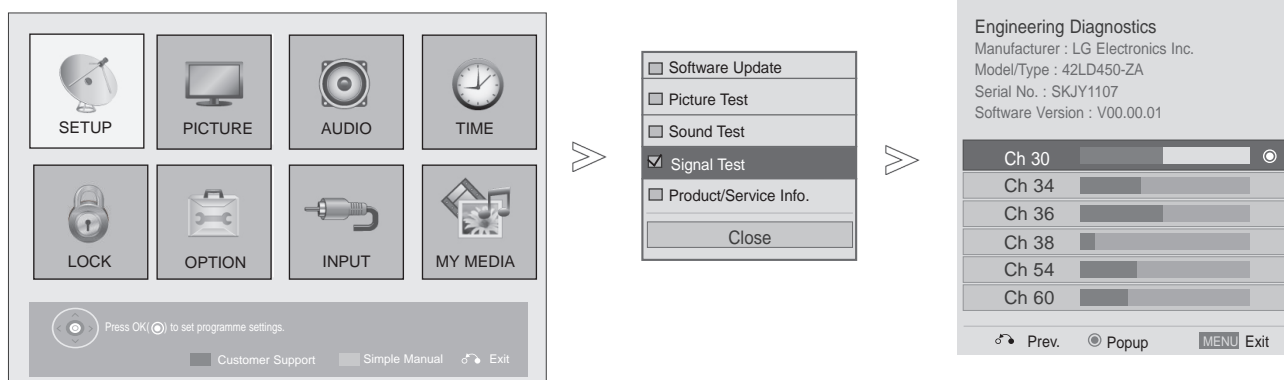 SETUP
PICTURE
AUDIO
TIME
LOCK
OPTION
INPUT
MY MEDIA
Press OK(◉) to set programme settings.
Customer Support
Simple Manual
Exit
Software Update
Picture Test
Sound Test
Signal Test
Product/Service Info.
Close
Engineering Diagnostics
Manufacturer : LG Electronics Inc.
Model/Type : 42LD450-ZA
Serial No. : SKJY1107
Software Version : V00.00.01
Ch 30
Ch 34
Ch 36
Ch 38
Ch 54
Ch 60
Prev.
Popup
MENU Exit